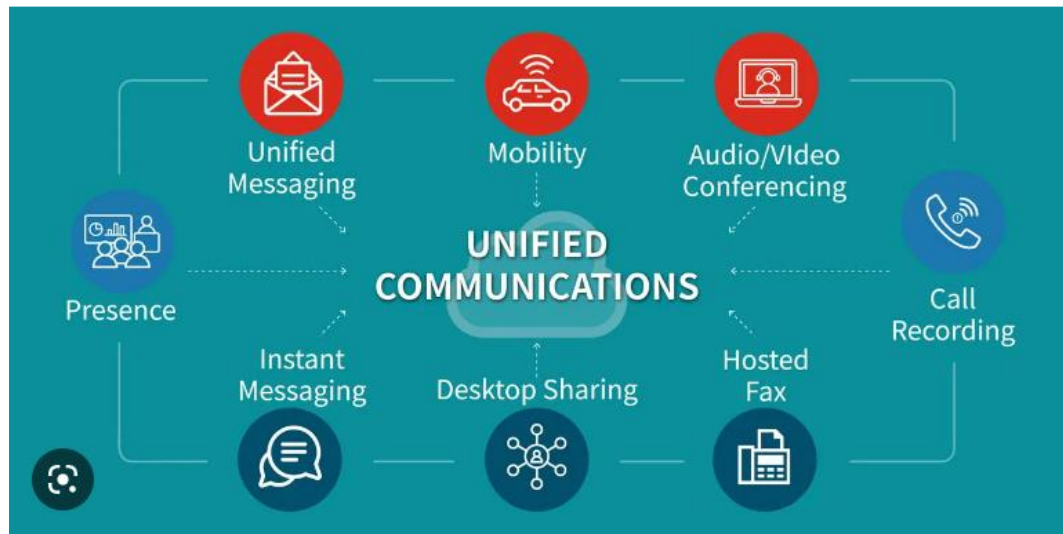 Unified
Messaging
Mobility
Audio/VIdeo
Conferencing
Presence
UNIFIED
COMMUNICATIONS
Call
Recording
Instant
Messaging
Desktop Sharing
Hosted
Fax